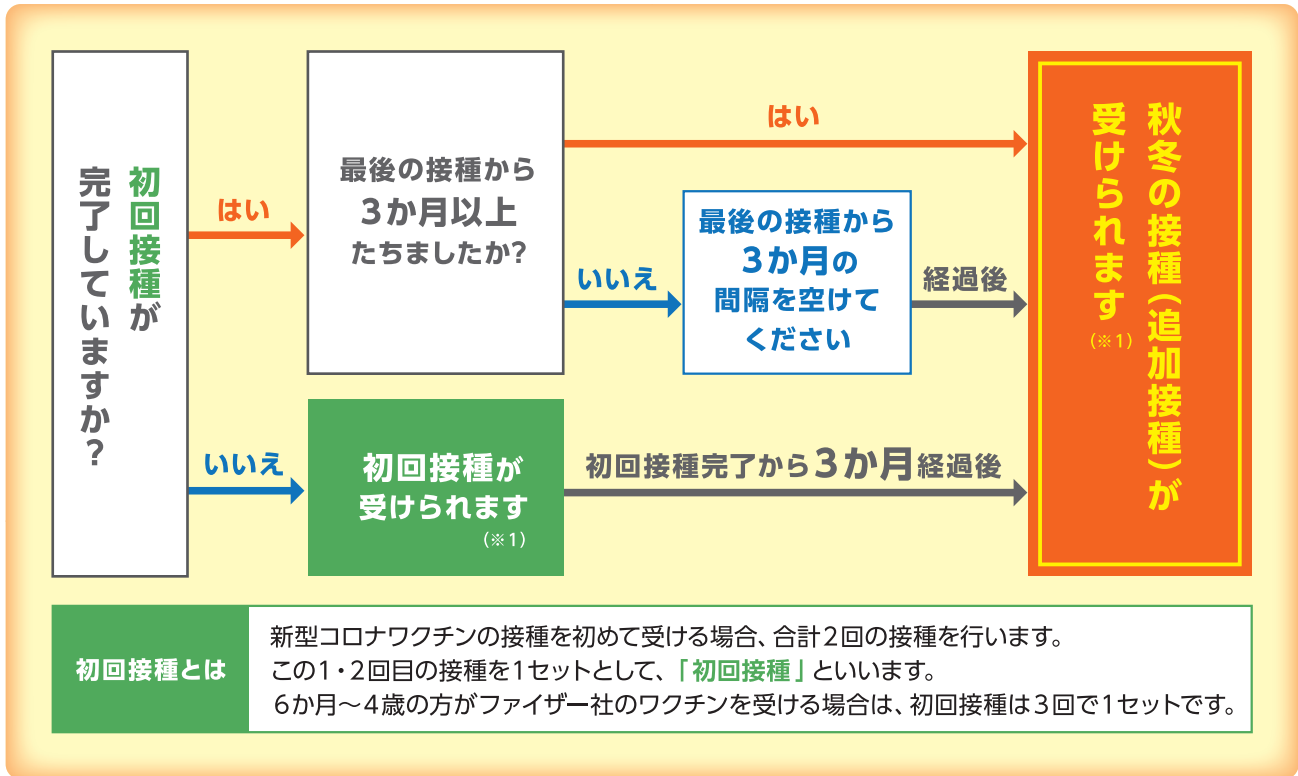 初回接種が
完了していますか？
はい
いいえ
最後の接種から
３か月以上
たちましたか？
はい
いいえ
最後の接種から
３か月の
間隔を空けて
ください
経過後
初回接種が
受けられます
（※1）
初回接種完了から３か月経過後
秋冬の接種（追加接種）が
受けられます
（※1）
初回接種とは
新型コロナワクチンの接種を初めて受ける場合、合計２回の接種を行います。
この１・２回目の接種を１セットとして、「初回接種」といいます。
６か月～４歳の方がファイザー社のワクチンを受ける場合は、初回接種は３回で１セットです。